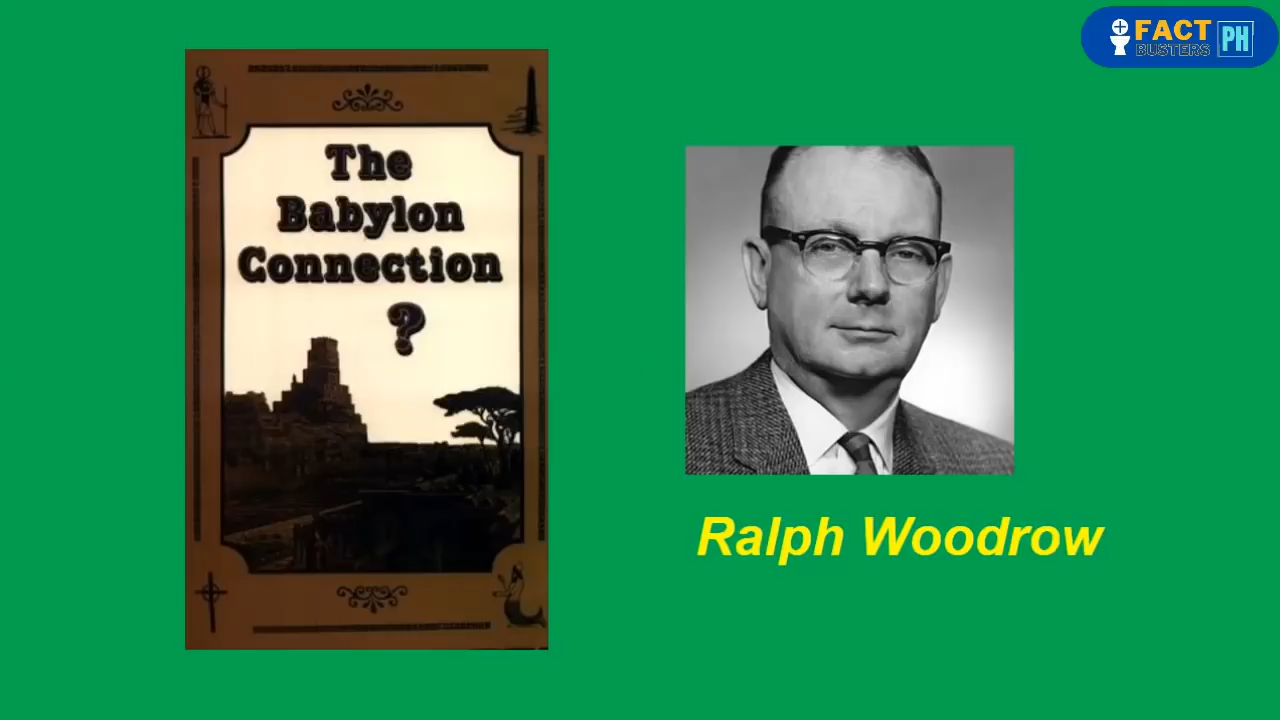 FACT
BUSTERS PH
The
Babylon
Connection
?
Ralph Woodrow